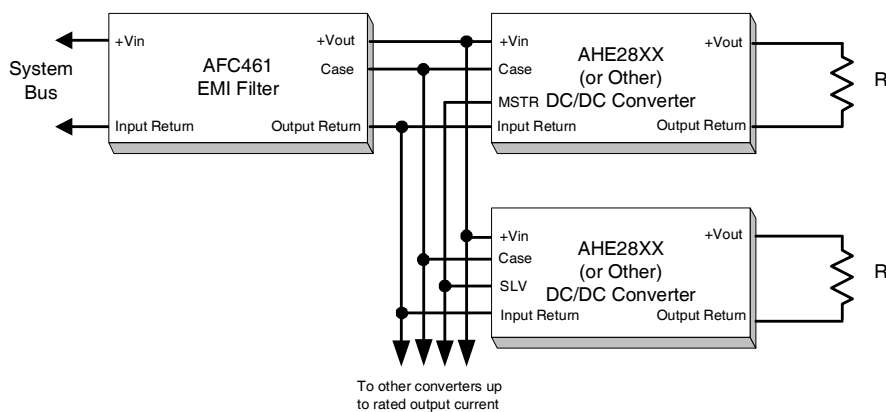 System
Bus
+Vin
Input Return
AFC461
EMI Filter
+Vout
Case
Output Return
+Vin
Case
MSTR
Input Return
AHE28XX
(or Other)
DC/DC Converter
+Vout
Output Return
R
+Vin
Case
SLV
Input Return
AHE28XX
(or Other)
DC/DC Converter
+Vout
Output Return
R
To other converters up
to rated output current